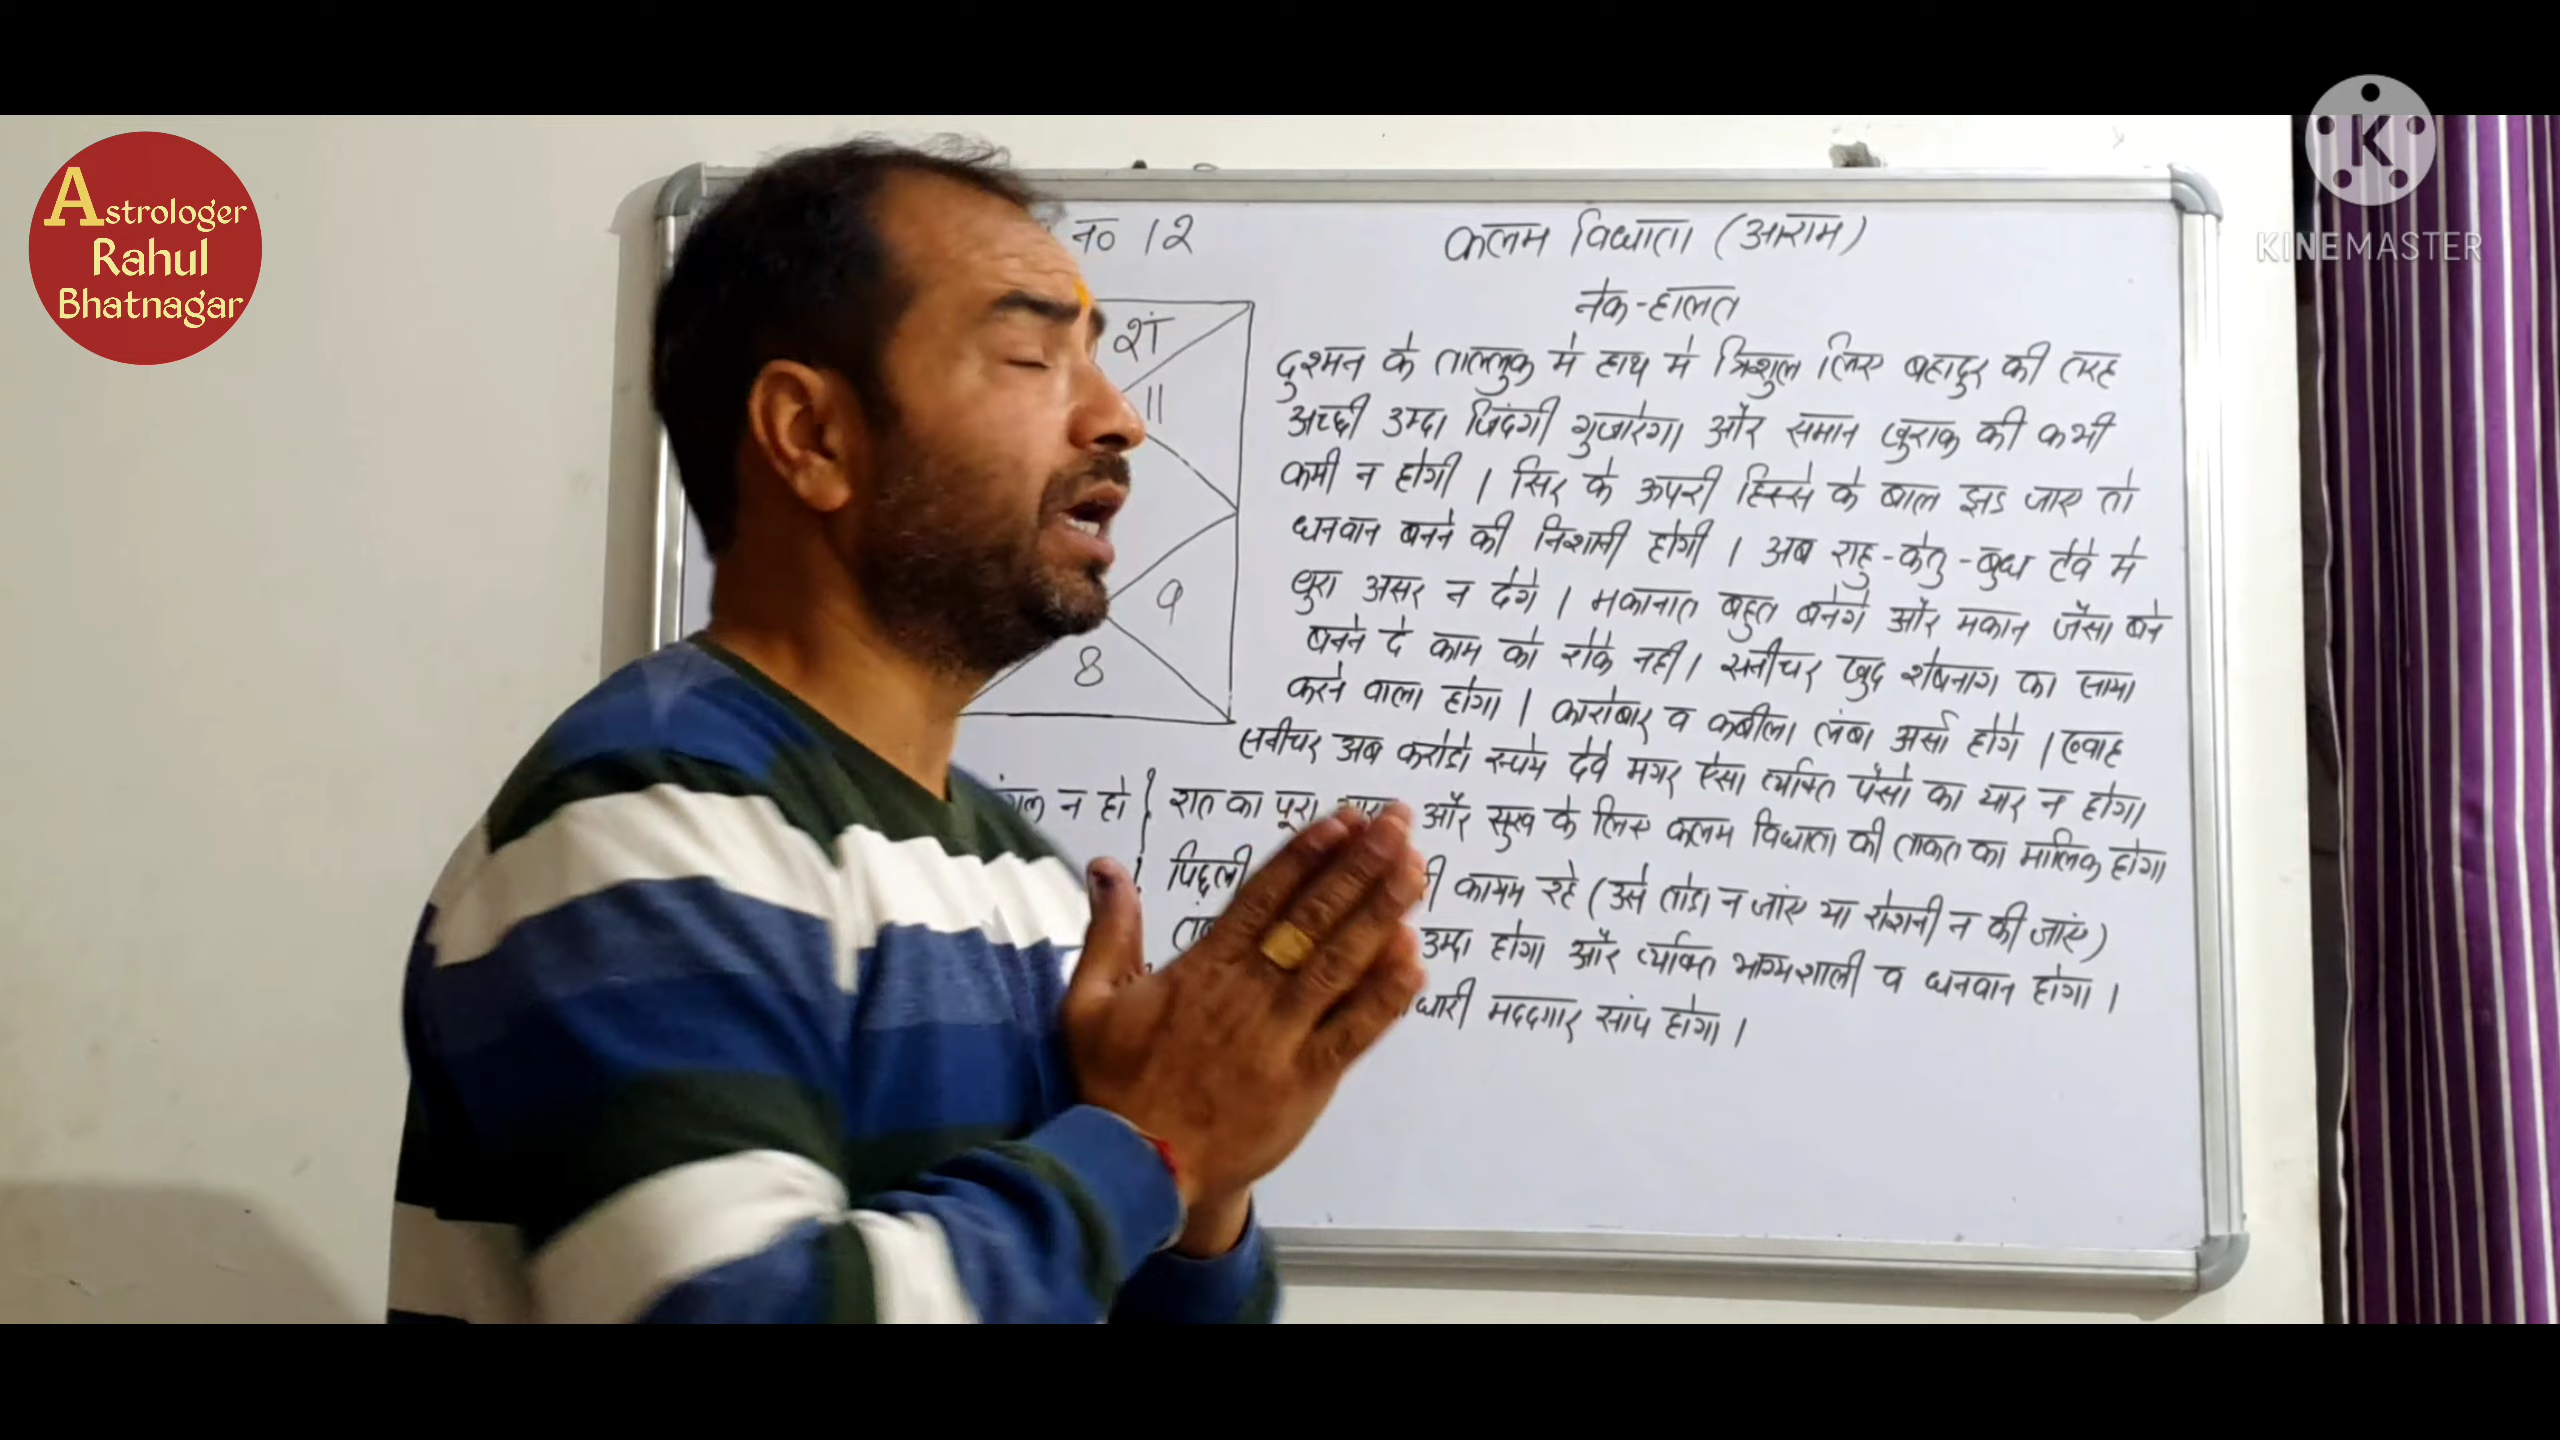 Astrologer
Rahul
Bhatnagar
KINEMASTER
नं० 12
कलम विधाता (आराम)
नेक-हालत
शं
11
9
8
दुश्मन के ताल्लुक मे हाथ मे त्रिशुल लिए बहादुर की तरह
अच्छी उम्दा जिंदगी गुजारेगा और समान खुराक की कभी
कमी न होगी । सिर के ऊपरी हिस्से के बाल झड जाए तो
धनवान बनने की निशानी होगी । अब राहु-केतु-बुध टेवे मे
बुरा असर न देगे । मकानात बहुत बनेगे और मकान जैसा बने
बनने दे काम को रोके नही। सनीचर खुद शेषनाग का साया
करने वाला होगा । कारोबार व कबीला लंबा अर्सा होगे । ख्वाह
सनीचर अब करोडो रुपये देवे मगर ऐसा व्यक्ति पैसो का यार न होगा
न हो } रात का पूरा और सुख के लिए कलम विधाता की ताकत का मालिक होगा
पिछली कायम रहे (उसे तोडा न जांए या रोशनी न की जांए)
उम्दा होगा और व्यक्ति भाग्यशाली व धनवान होगा ।
मददगार सांप होगा ।